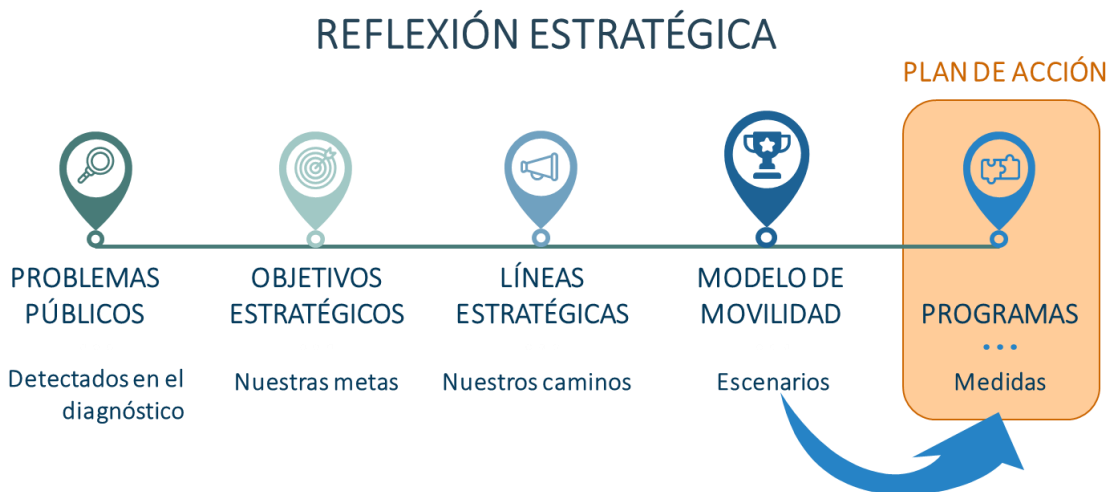 REFLEXIÓN ESTRATÉGICA
PLAN DE ACCIÓN
PROBLEMAS
PÚBLICOS
Detectados en el
diagnóstico
OBJETIVOS
ESTRATÉGICOS
Nuestras metas
LÍNEAS
ESTRATÉGICAS
Nuestros caminos
MODELO DE
MOVILIDAD
Escenarios
PROGRAMAS
...
Medidas